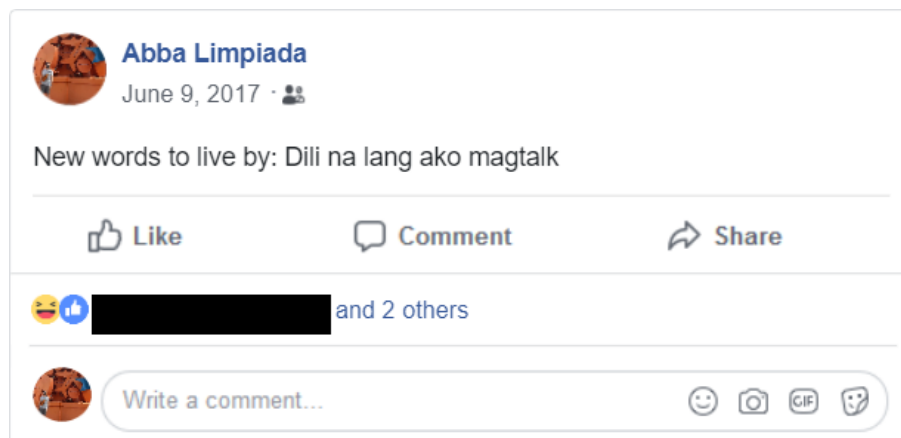 Abba Limpiada
June 9, 2017 ·
New words to live by: Dili na lang ako magtalk
Like Comment Share
and 2 others
Write a comment... GIF